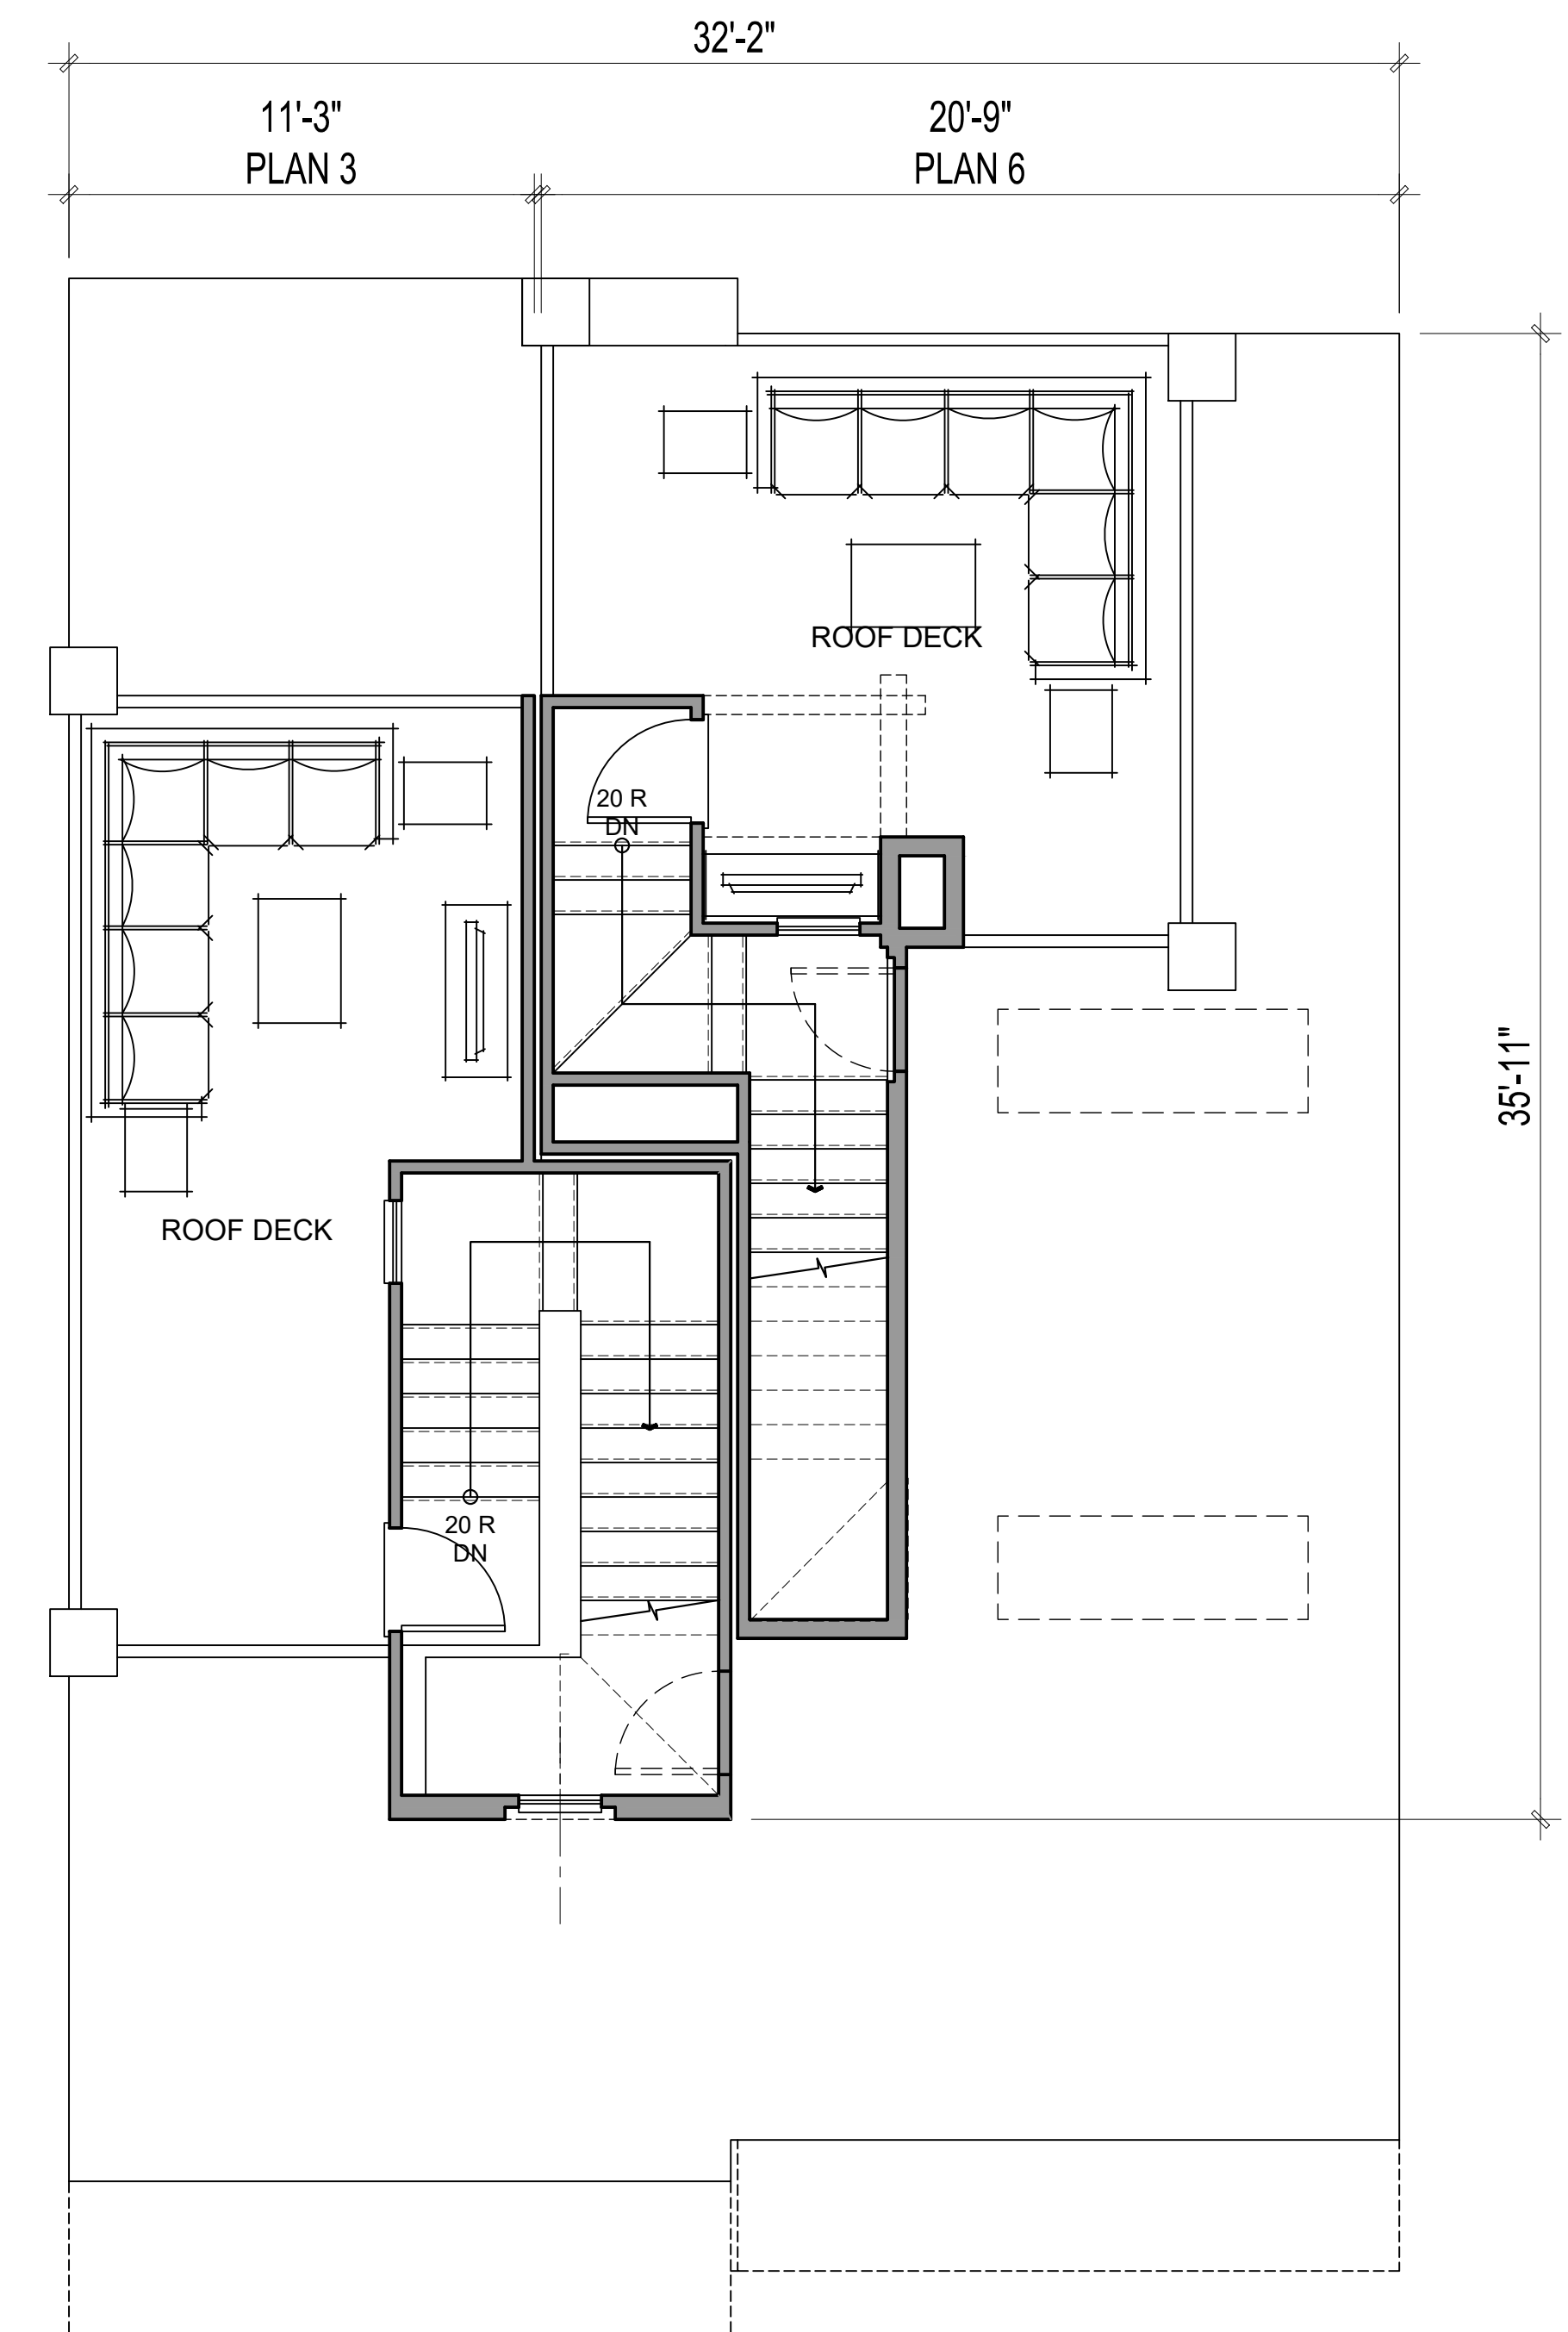 32'-2"
11'-3"
PLAN 3
20'-9"
PLAN 6
ROOF DECK
20 R
DN
35'-11"
ROOF DECK
20 R
DN